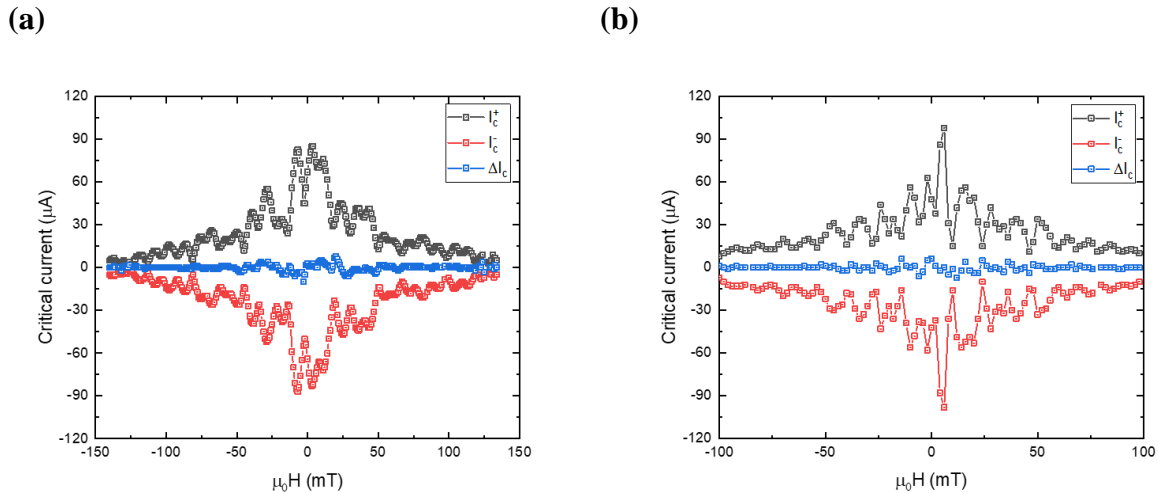 (a)
(b)
120
90
60
30
0
-30
-60
-90
-120
Critical current (μA)
-150
-100
-50
0
50
100
150
μ₀H (mT)
I_c^+
I_c^-
ΔI_c
120
90
60
30
0
-30
-60
-90
-120
Critical current (μA)
-100
-50
0
50
100
μ₀H (mT)
I_c^+
I_c^-
ΔI_c